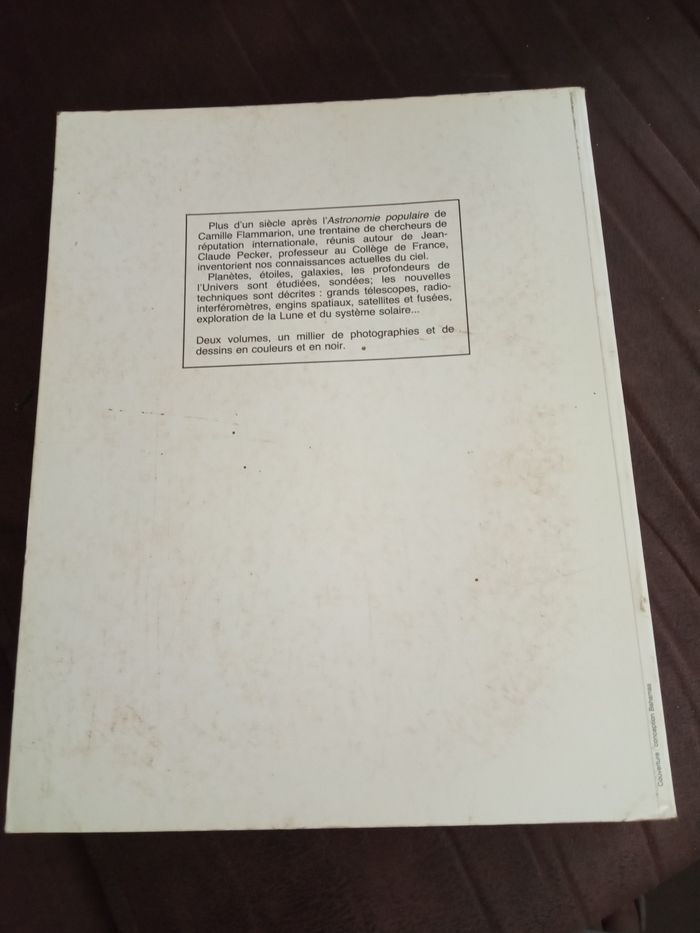 Plus d'un siècle après l'Astronomie populaire de
Camille Flammarion, une trentaine de chercheurs de
réputation internationale, réunis autour de Jean-
Claude Pecker, professeur au Collège de France,
inventorient nos connaissances actuelles du ciel.
Planètes, étoiles, galaxies, les profondeurs de
l'Univers sont étudiées, sondées; les nouvelles
techniques sont décrites : grands télescopes, radio-
interféromètres, engins spatiaux, satellites et fusées,
exploration de la Lune et du système solaire...
Deux volumes, un millier de photographies et de
dessins en couleurs et en noir.
Couverture : conception Bahamas